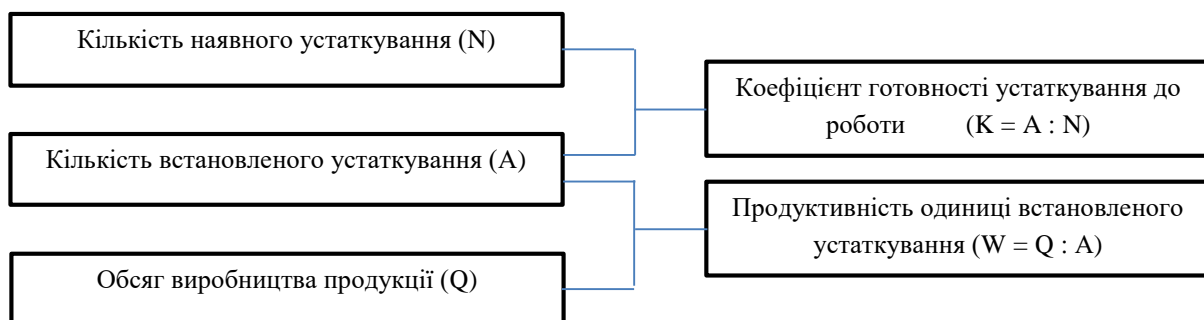 Кількість наявного устаткування (N)
Кількість встановленого устаткування (A)
Обсяг виробництва продукції (Q)
Коефіцієнт готовності устаткування до
роботи (K = A : N)
Продуктивність одиниці встановленого
устаткування (W = Q : A)